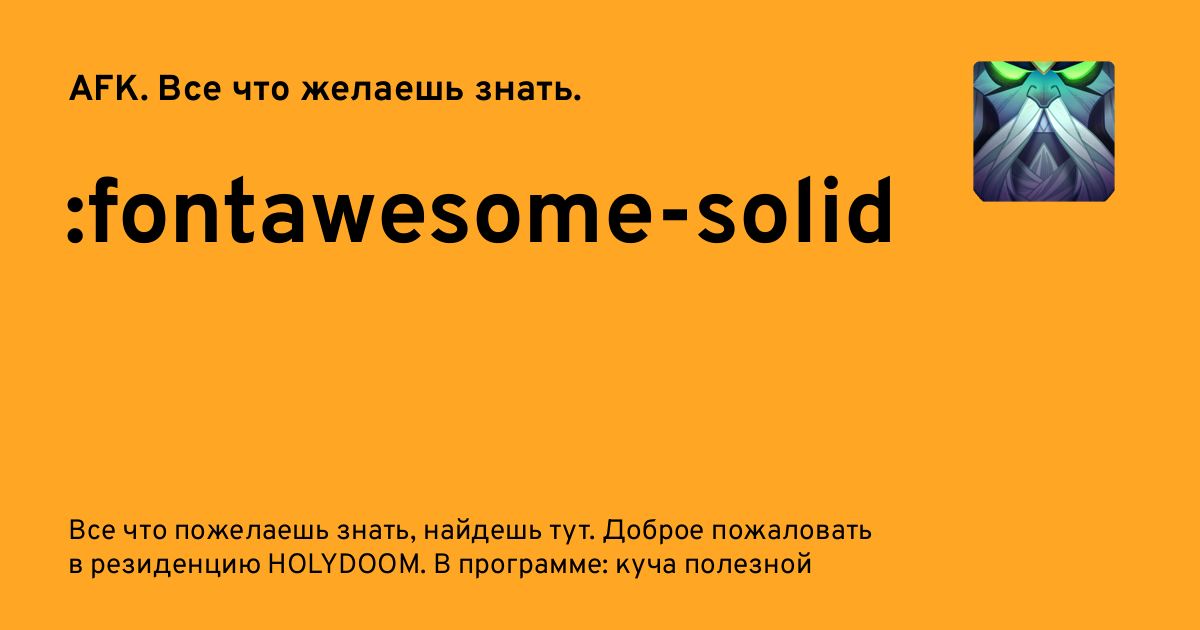 AFK. Все что желаешь знать.
:fontawesome-solid
Все что пожелаешь знать, найдешь тут. Доброе пожаловать
в резиденцию HOLYDOOM. В программе: куча полезной